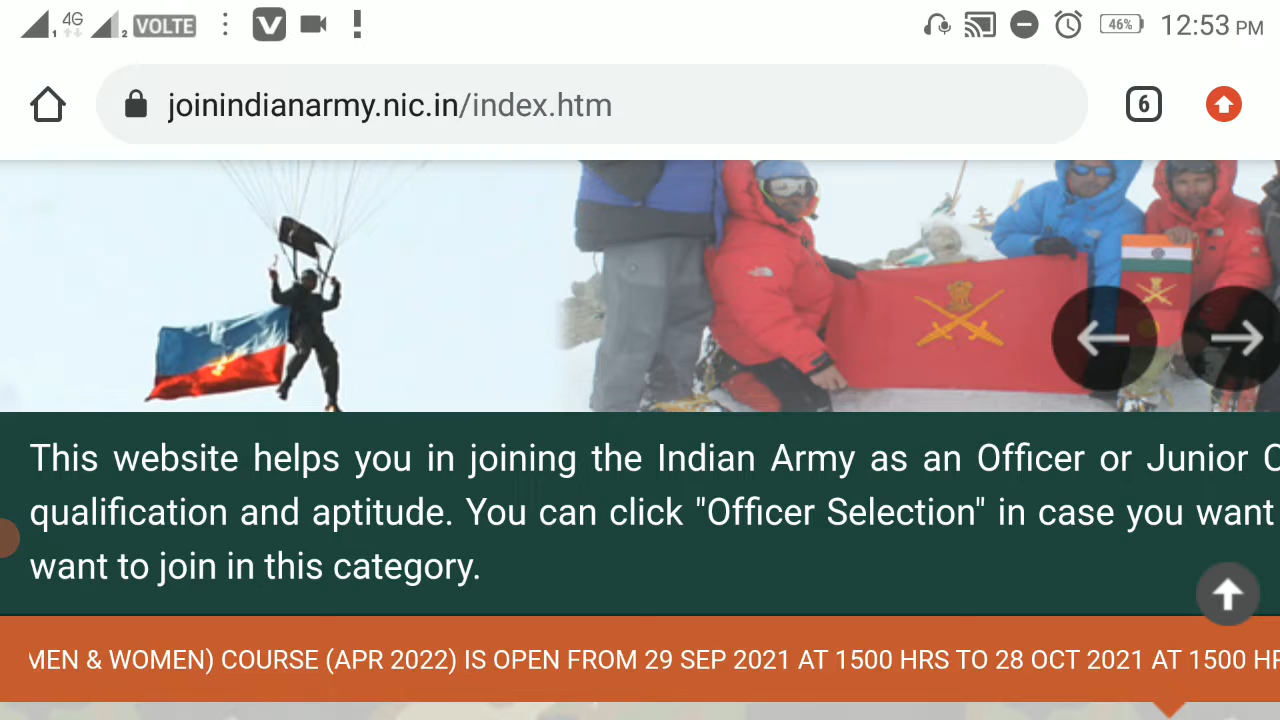 1 4G 2 VOLTE V 46% 12:53 PM
joinindianarmy.nic.in/index.htm 6
This website helps you in joining the Indian Army as an Officer or Junior
qualification and aptitude. You can click "Officer Selection" in case you want
want to join in this category.
MEN & WOMEN) COURSE (APR 2022) IS OPEN FROM 29 SEP 2021 AT 1500 HRS TO 28 OCT 2021 AT 1500